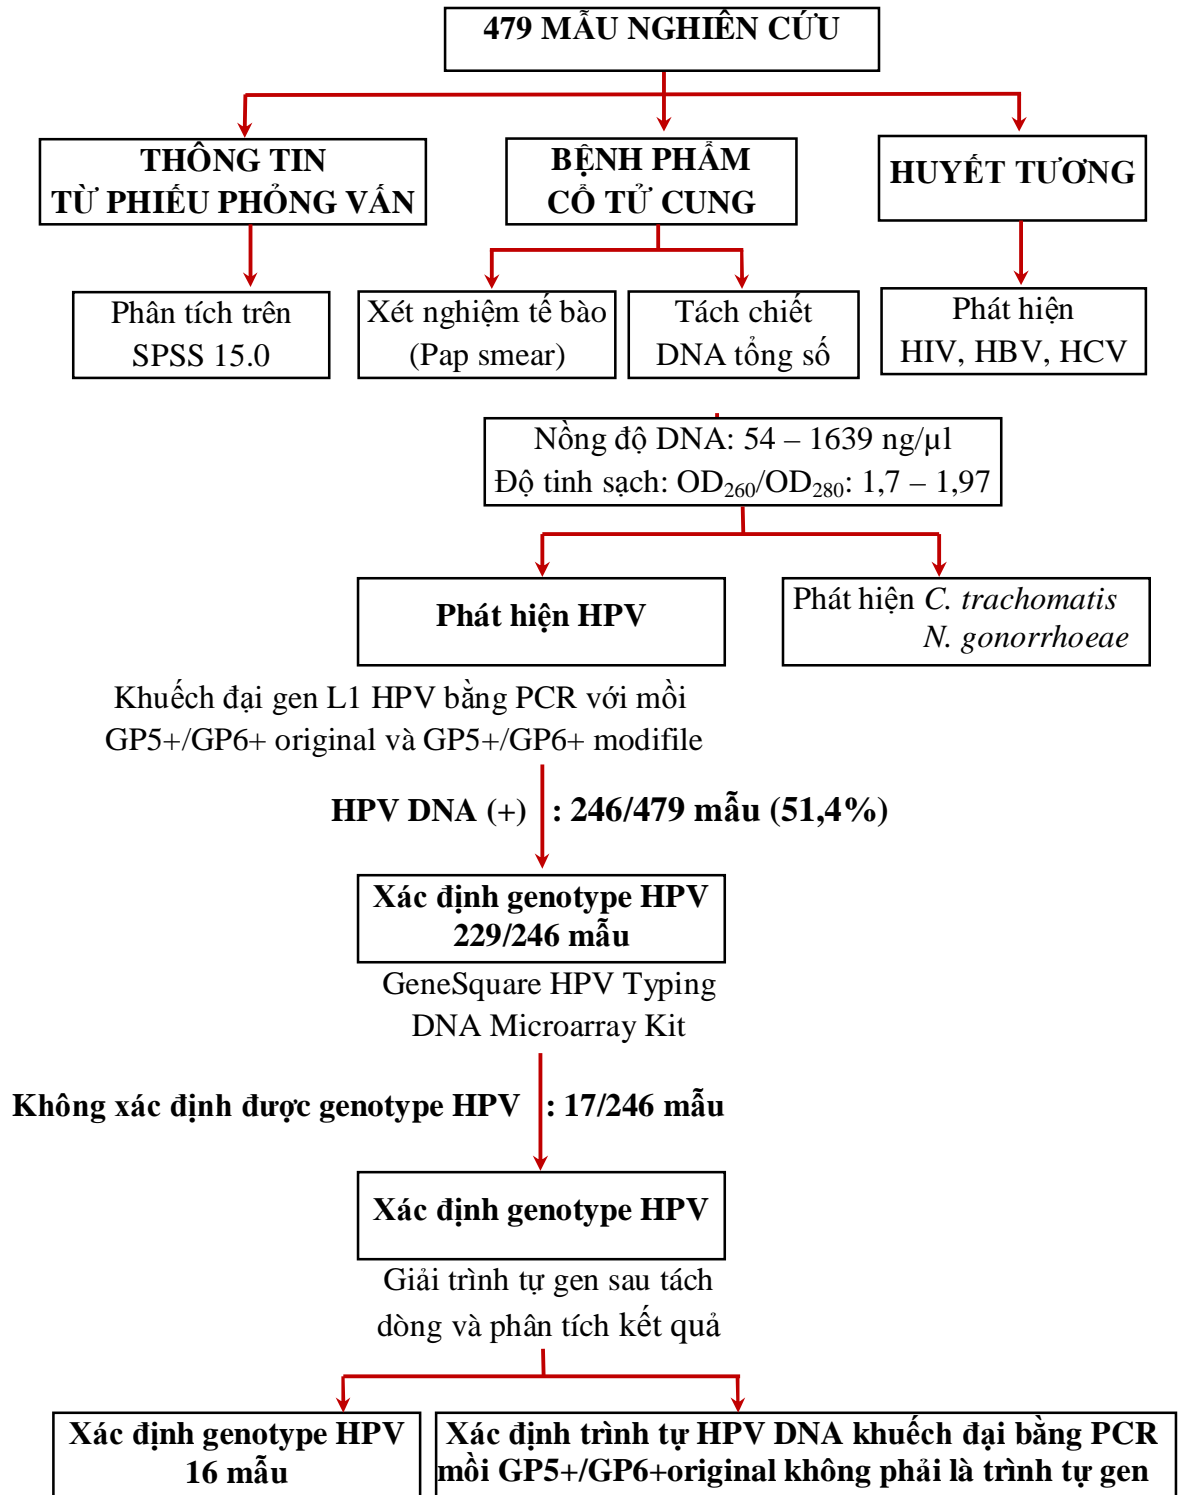 479 MẪU NGHIÊN CỨU
THÔNG TIN
TỪ PHIẾU PHỎNG VẤN
BỆNH PHẨM
CỔ TỬ CUNG
HUYẾT TƯƠNG
Phân tích trên
SPSS 15.0
Xét nghiệm tế bào
(Pap smear)
Tách chiết
DNA tổng số
Phát hiện
HIV, HBV, HCV
Nồng độ DNA: 54 – 1639 ng/µl
Độ tinh sạch: OD260/OD280: 1,7 – 1,97
Phát hiện HPV
Phát hiện C. trachomatis
N. gonorrhoeae
Khuếch đại gen L1 HPV bằng PCR với mồi
GP5+/GP6+ original và GP5+/GP6+ modifile
HPV DNA (+) : 246/479 mẫu (51,4%)
Xác định genotype HPV
229/246 mẫu
GeneSquare HPV Typing
DNA Microarray Kit
Không xác định được genotype HPV : 17/246 mẫu
Xác định genotype HPV
Giải trình tự gen sau tách
dòng và phân tích kết quả
Xác định genotype HPV
16 mẫu
Xác định trình tự HPV DNA khuếch đại bằng PCR
mồi GP5+/GP6+original không phải là trình tự gen